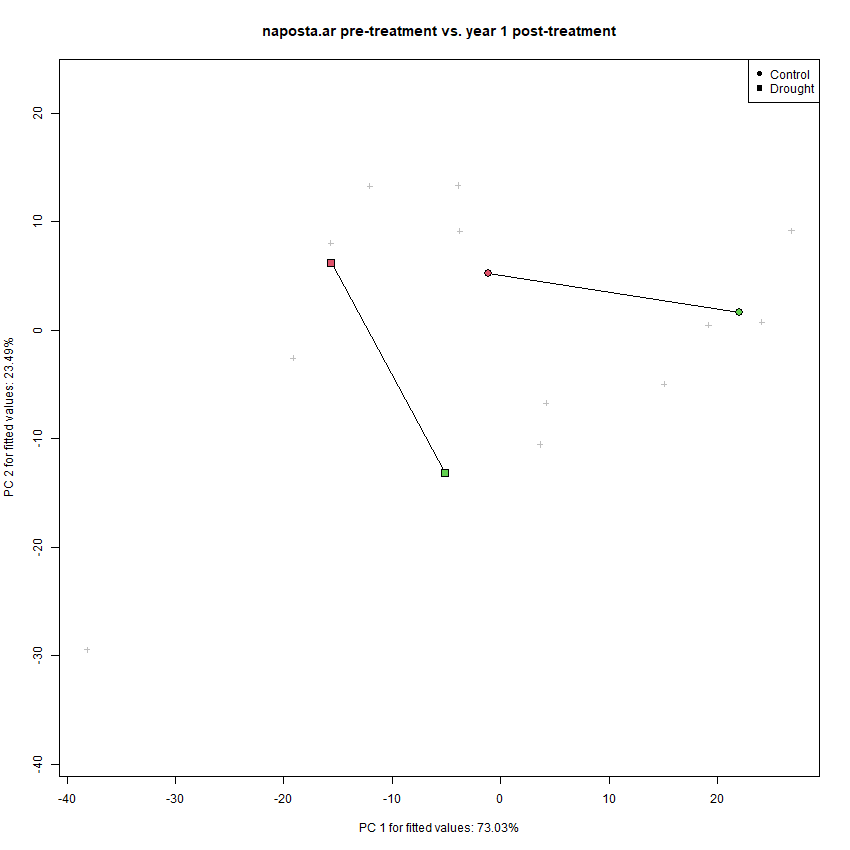 naposta.ar pre-treatment vs. year 1 post-treatment
Control
Drought
20
10
0
-10
-20
-30
-40
PC 2 for fitted values: 23.49%
-40
-30
-20
-10
0
10
20
PC 1 for fitted values: 73.03%